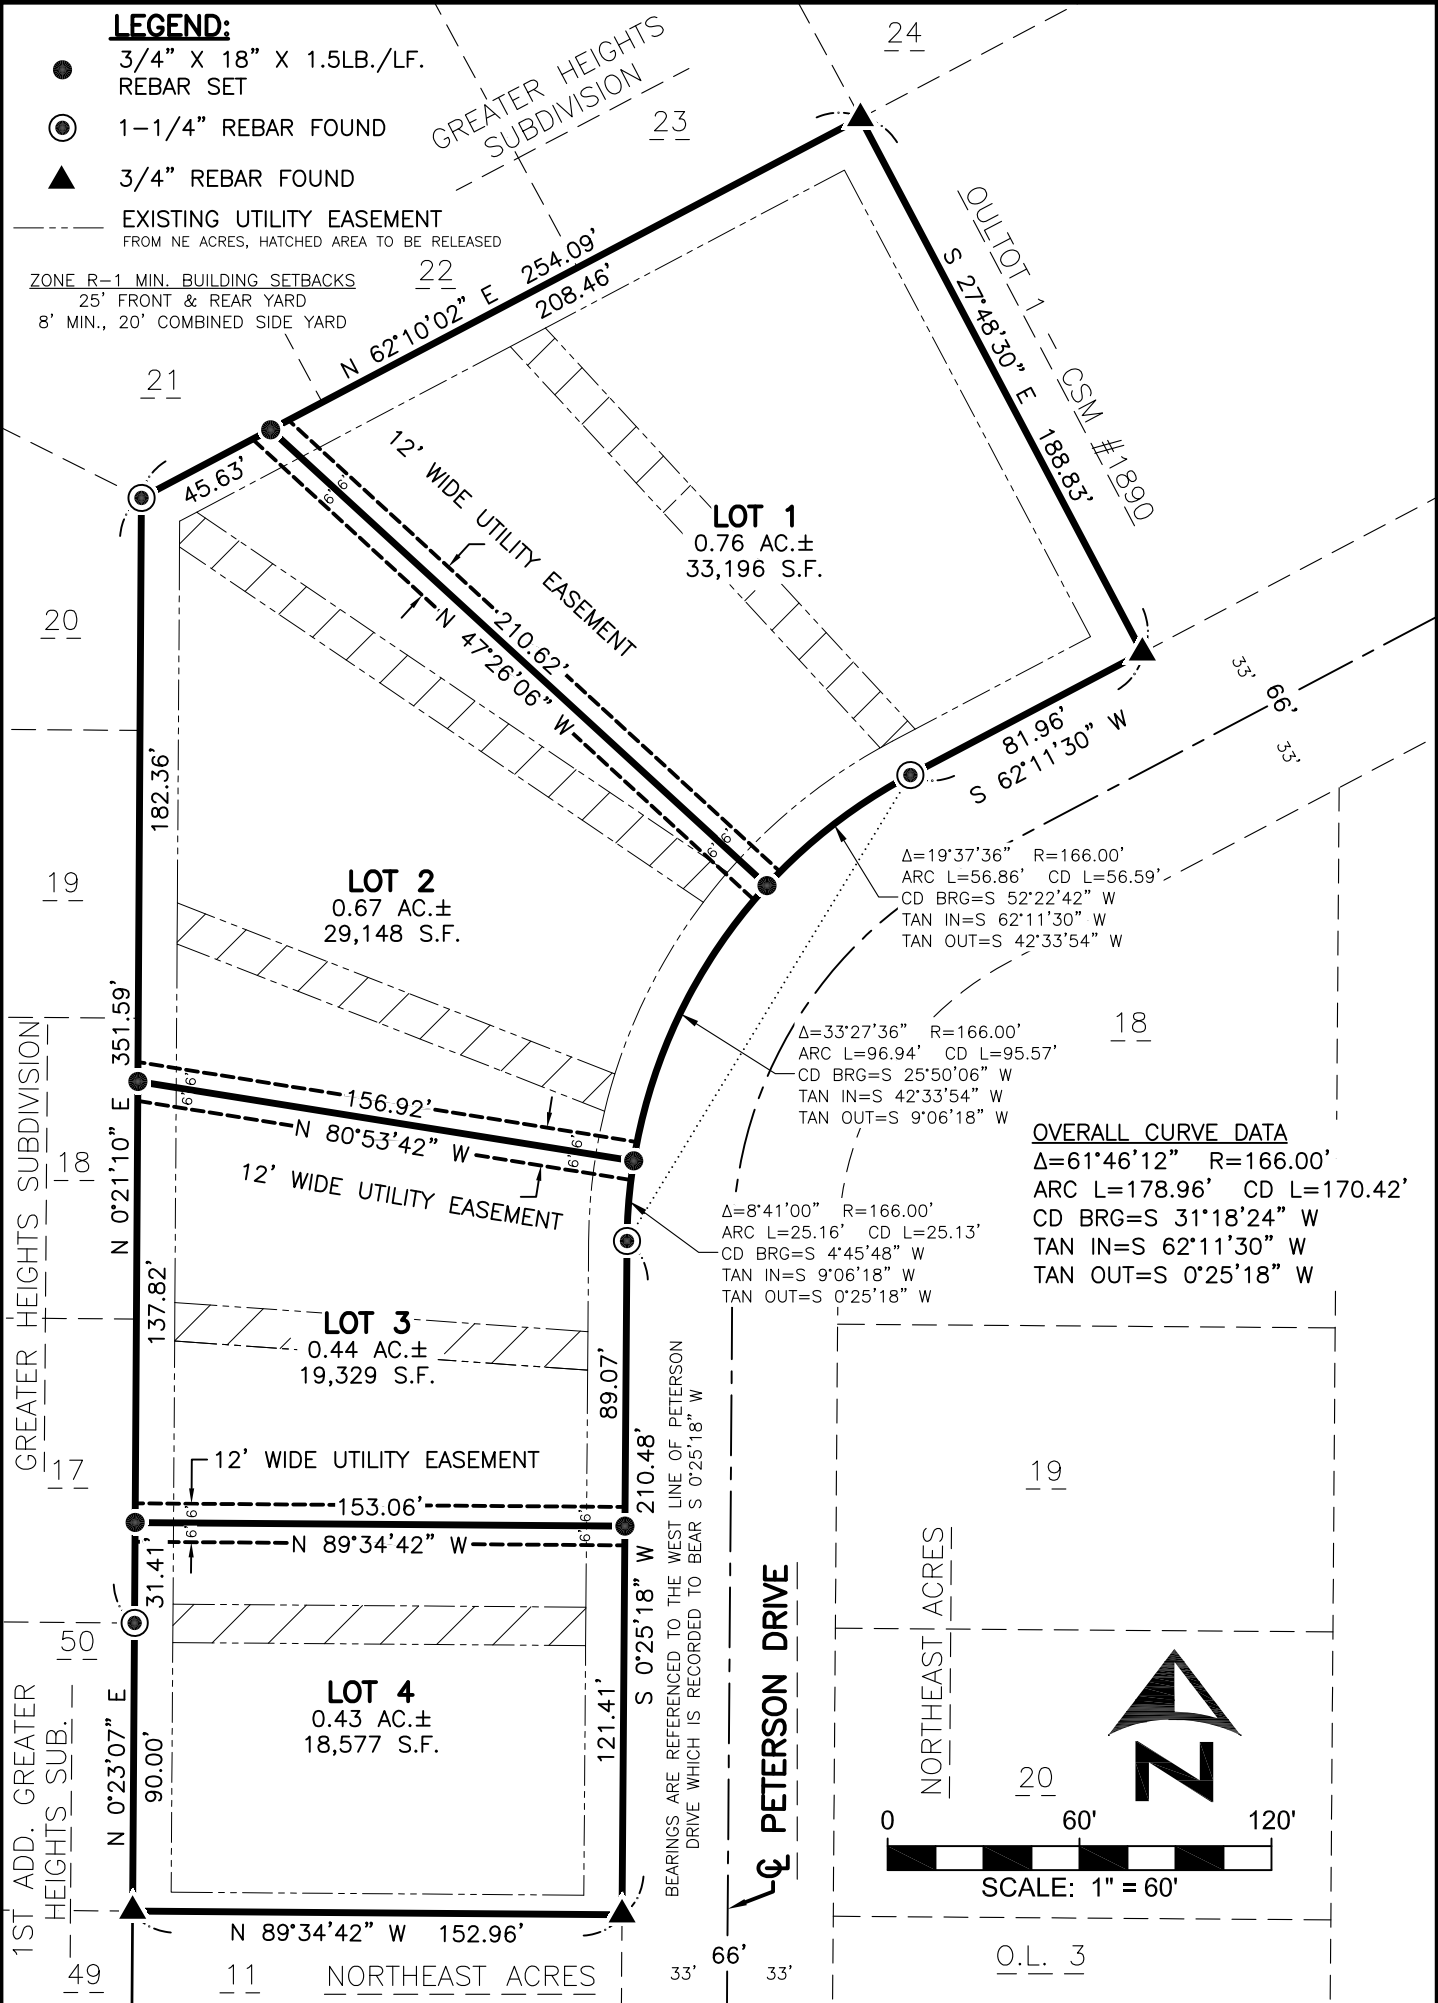 LEGEND:
3/4” X 18” X 1.5LB./LF.
REBAR SET
1-1/4” REBAR FOUND
3/4” REBAR FOUND
EXISTING UTILITY EASEMENT
FROM NE ACRES, HATCHED AREA TO BE RELEASED
ZONE R-1 MIN. BUILDING SETBACKS
25' FRONT & REAR YARD
8' MIN., 20' COMBINED SIDE YARD
GREATER HEIGHTS
SUBDIVISION
24
23
22
21
20
19
18
17
50
49
11
N 62°10'02” E 254.09'
208.46'
45.63'
OULTOT 1 - CSM #1890
S 27°48'30” E 188.83'
12' WIDE UTILITY EASEMENT
6' 6'
210.62'
N 47°26'06” W
6' 6'
LOT 1
0.76 AC.±
33,196 S.F.
81.96'
S 62°11'30” W
33'
66'
33'
182.36'
N 0°21'10” E 351.59'
LOT 2
0.67 AC.±
29,148 S.F.
Δ=19°37'36” R=166.00'
ARC L=56.86' CD L=56.59'
CD BRG=S 52°22'42” W
TAN IN=S 62°11'30” W
TAN OUT=S 42°33'54” W
Δ=33°27'36” R=166.00'
ARC L=96.94' CD L=95.57'
CD BRG=S 25°50'06” W
TAN IN=S 42°33'54” W
TAN OUT=S 9°06'18” W
18
OVERALL CURVE DATA
Δ=61°46'12” R=166.00'
ARC L=178.96' CD L=170.42'
CD BRG=S 31°18'24” W
TAN IN=S 62°11'30” W
TAN OUT=S 0°25'18” W
6' 6'
156.92'
N 80°53'42” W
6' 6'
12' WIDE UTILITY EASEMENT
Δ=8°41'00” R=166.00'
ARC L=25.16' CD L=25.13'
CD BRG=S 4°45'48” W
TAN IN=S 9°06'18” W
TAN OUT=S 0°25'18” W
GREATER HEIGHTS SUBDIVISION
137.82'
LOT 3
0.44 AC.±
19,329 S.F.
89.07'
S 0°25'18” W 210.48'
BEARINGS ARE REFERENCED TO THE WEST LINE OF PETERSON
DRIVE WHICH IS RECORDED TO BEAR S 0°25'18” W
12' WIDE UTILITY EASEMENT
6' 6'
153.06'
N 89°34'42” W
6' 6'
31.41'
19
NORTHEAST ACRES
LOT 4
0.43 AC.±
18,577 S.F.
121.41'
N 0°23'07” E
90.00'
1ST ADD. GREATER
HEIGHTS SUB.
℄ PETERSON DRIVE
N
20
0 60' 120'
SCALE: 1" = 60'
N 89°34'42” W 152.96'
NORTHEAST ACRES
33' 66' 33'
O.L. 3